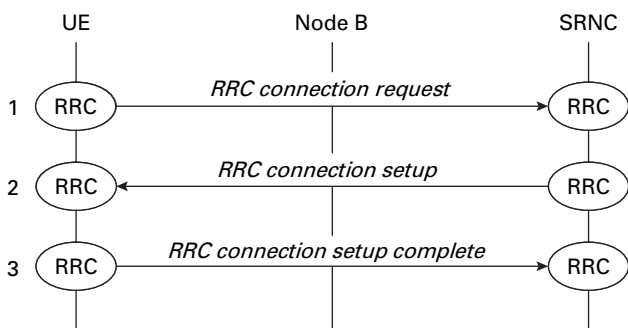 UE Node B SRNC
RRC connection request
1 RRC RRC
RRC connection setup
2 RRC RRC
RRC connection setup complete
3 RRC RRC